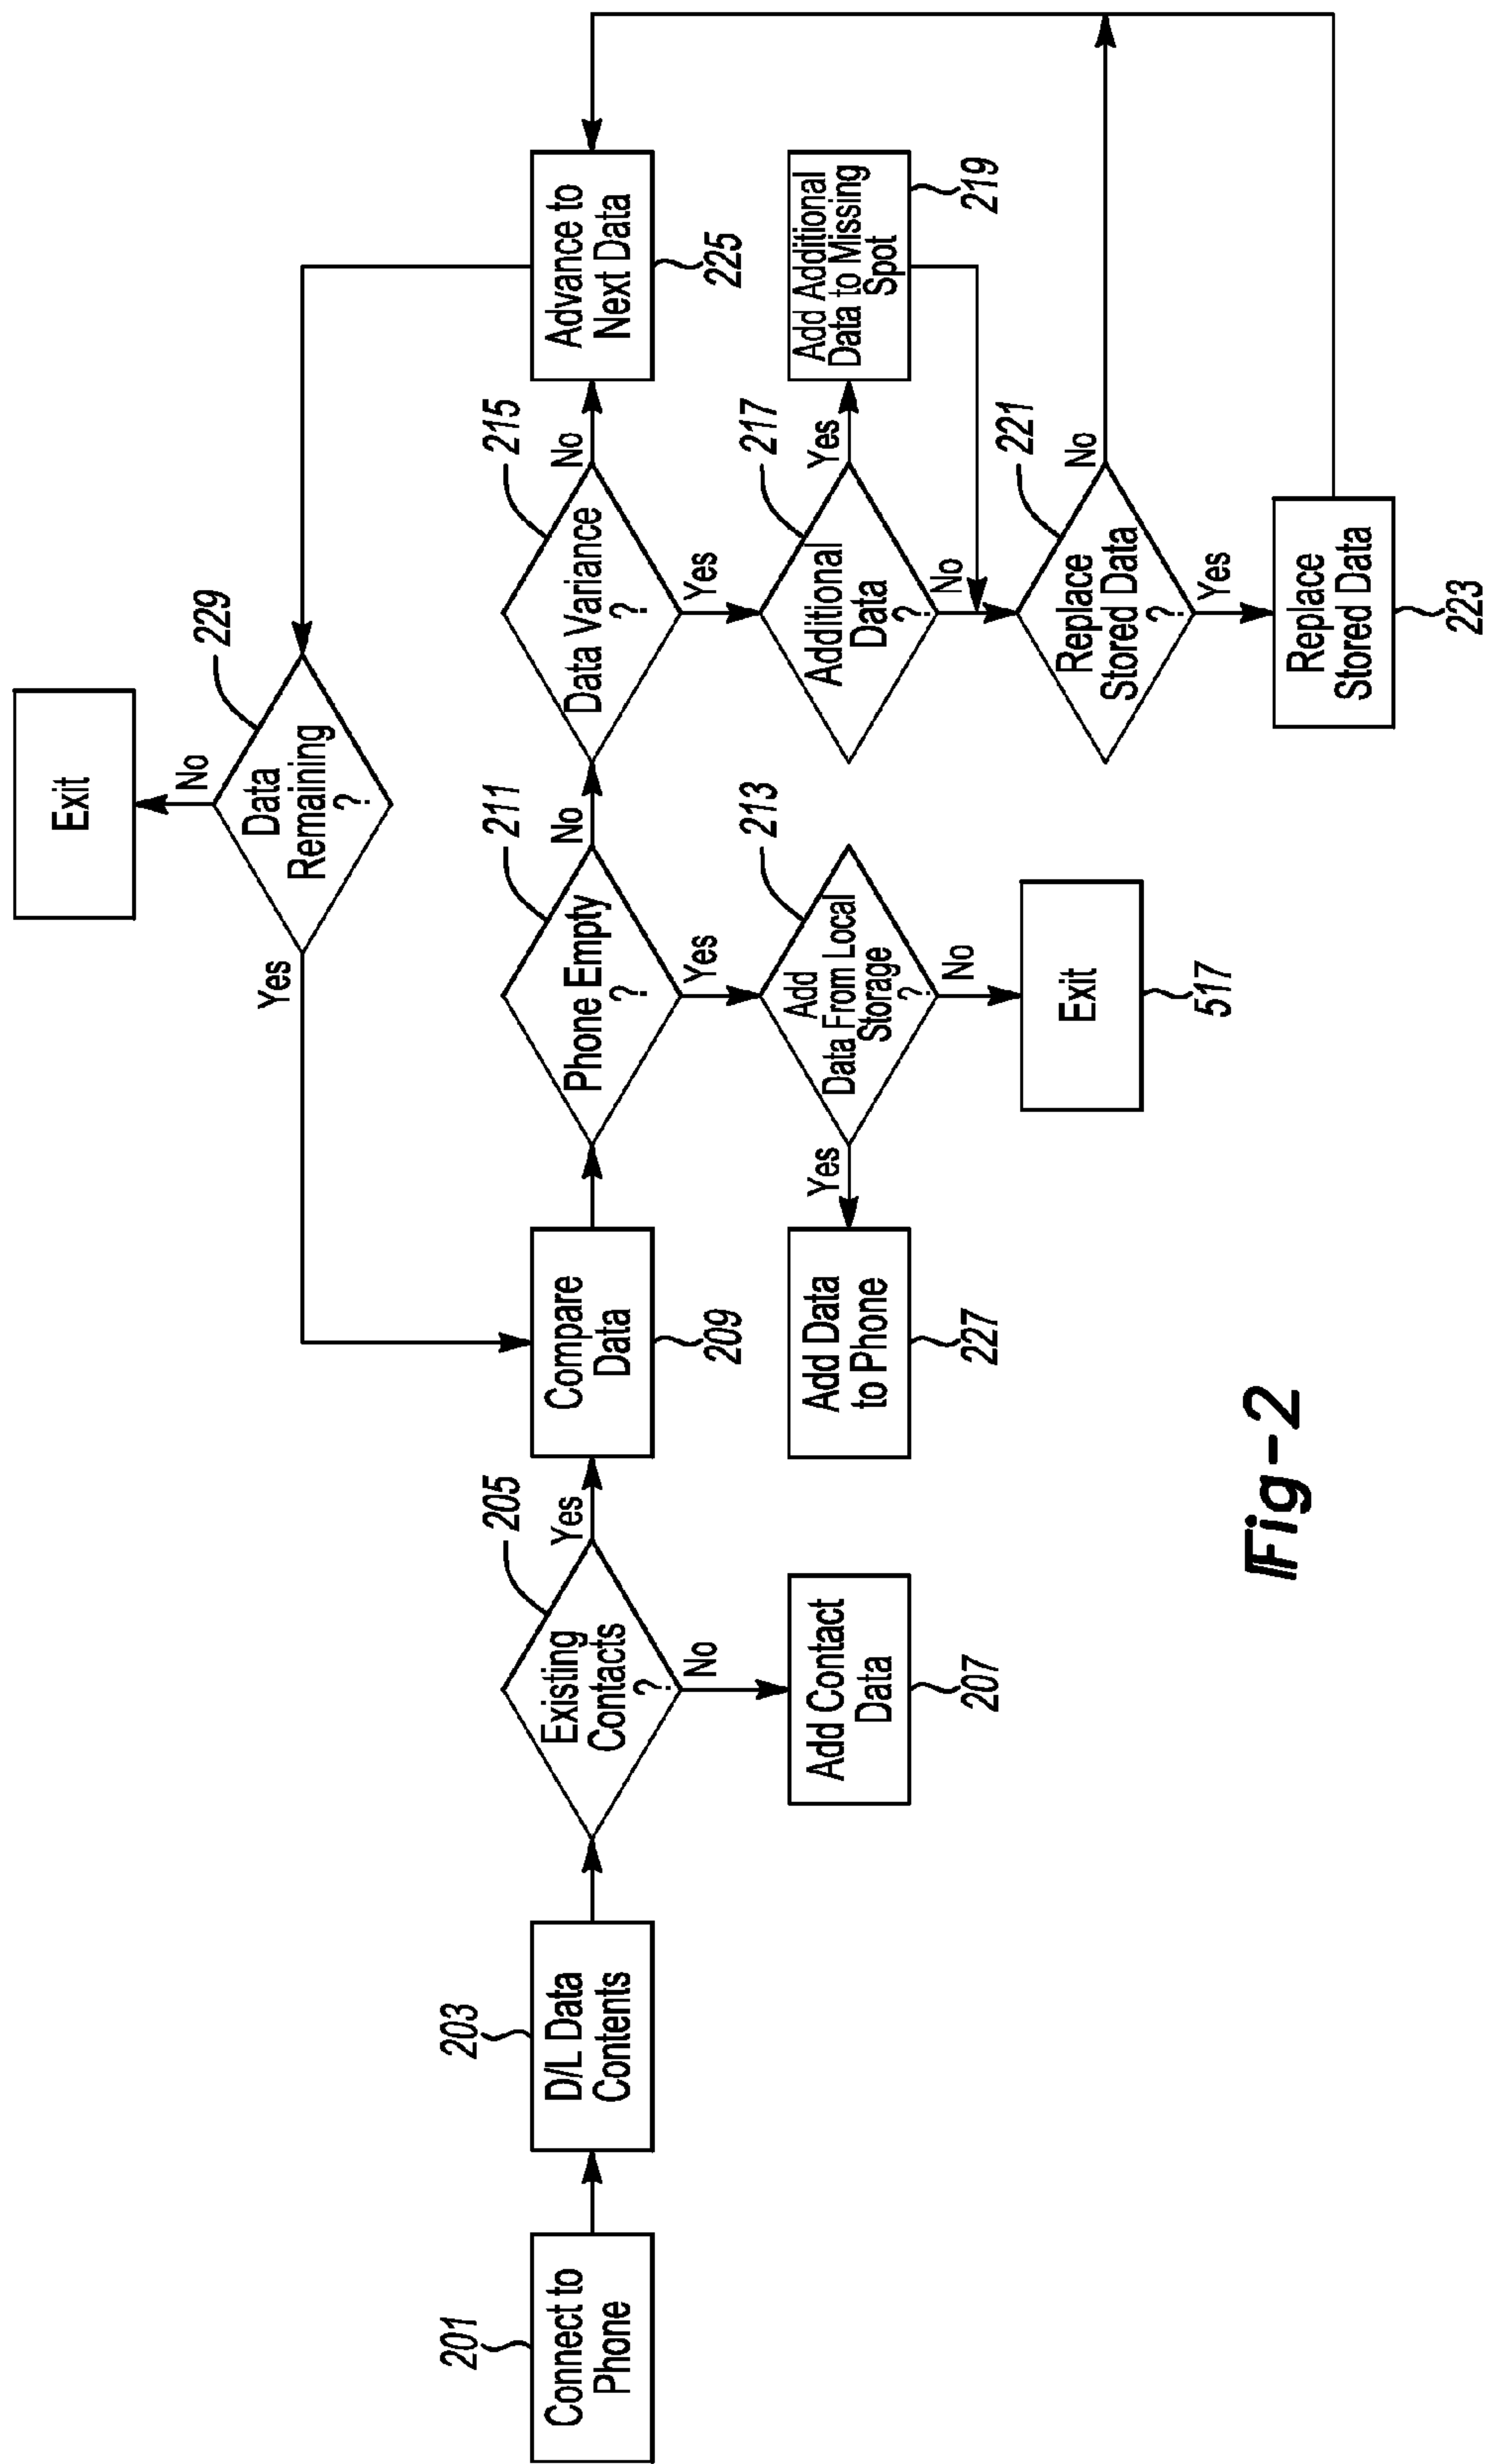 201
Connect to
Phone
203
D/L Data
Contents
205
Existing
Contacts
?
Yes
No
Add Contact
Data
207
Compare
Data
209
211
Phone Empty
?
No
Yes
213
Add
Data From Local
Storage
?
Yes
No
Add Data
to Phone
227
Exit
517
215
Data Variance
?
No
Yes
217
Additional
Data
?
Yes
No
Add Additional
Data to Missing
Spot
219
221
Replace
Stored Data
?
No
Yes
Replace
Stored Data
223
Advance to
Next Data
225
229
Data
Remaining
?
Yes
No
Exit
Fig-2